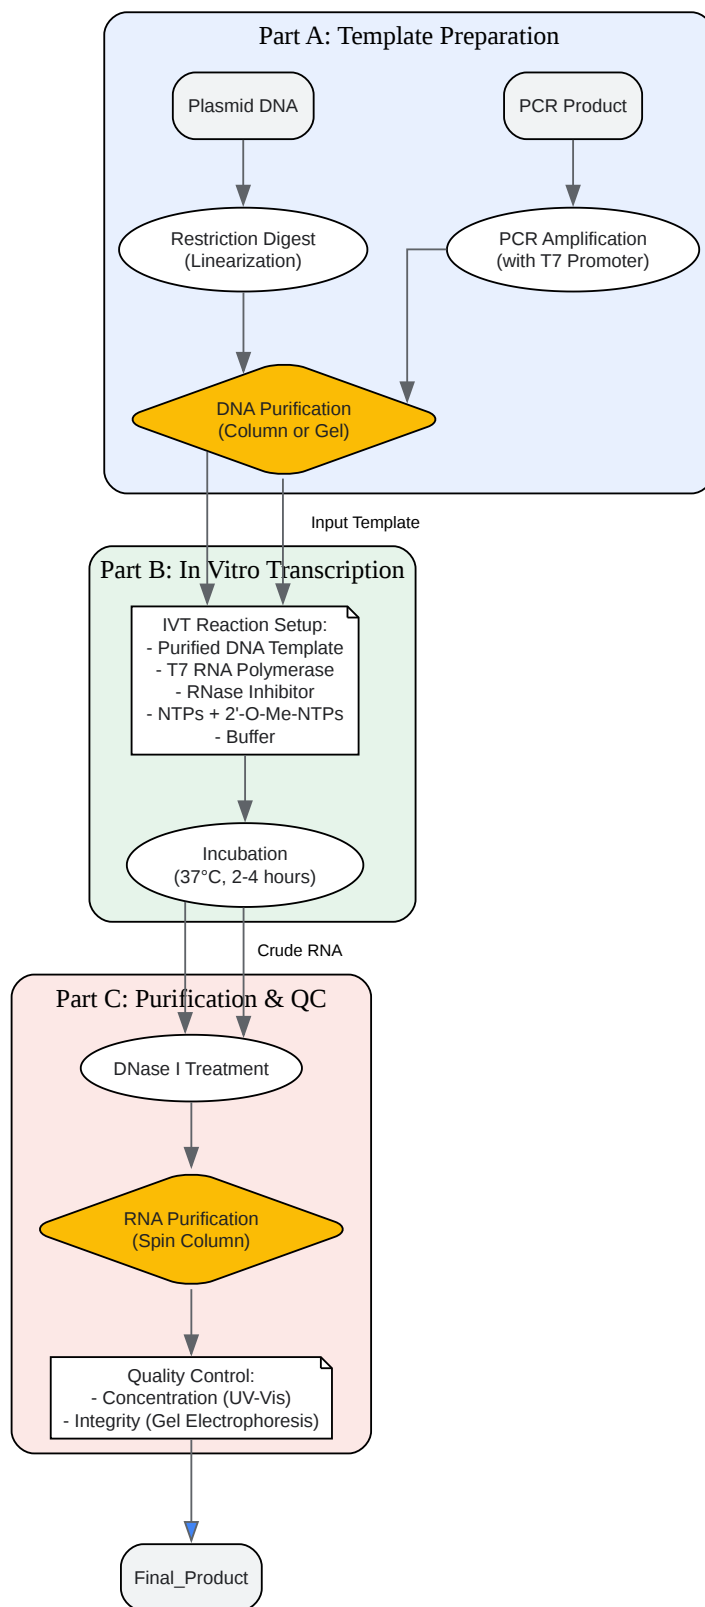 Part A: Template Preparation
Plasmid DNA
PCR Product
Restriction Digest
(Linearization)
PCR Amplification
(with T7 Promoter)
DNA Purification
(Column or Gel)
Input Template
Part B: In Vitro Transcription
IVT Reaction Setup:
- Purified DNA Template
- T7 RNA Polymerase
- RNase Inhibitor
- NTPs + 2'-O-Me-NTPs
- Buffer
Incubation
(37°C, 2-4 hours)
Crude RNA
Part C: Purification & QC
DNase I Treatment
RNA Purification
(Spin Column)
Quality Control:
- Concentration (UV-Vis)
- Integrity (Gel Electrophoresis)
Final_Product